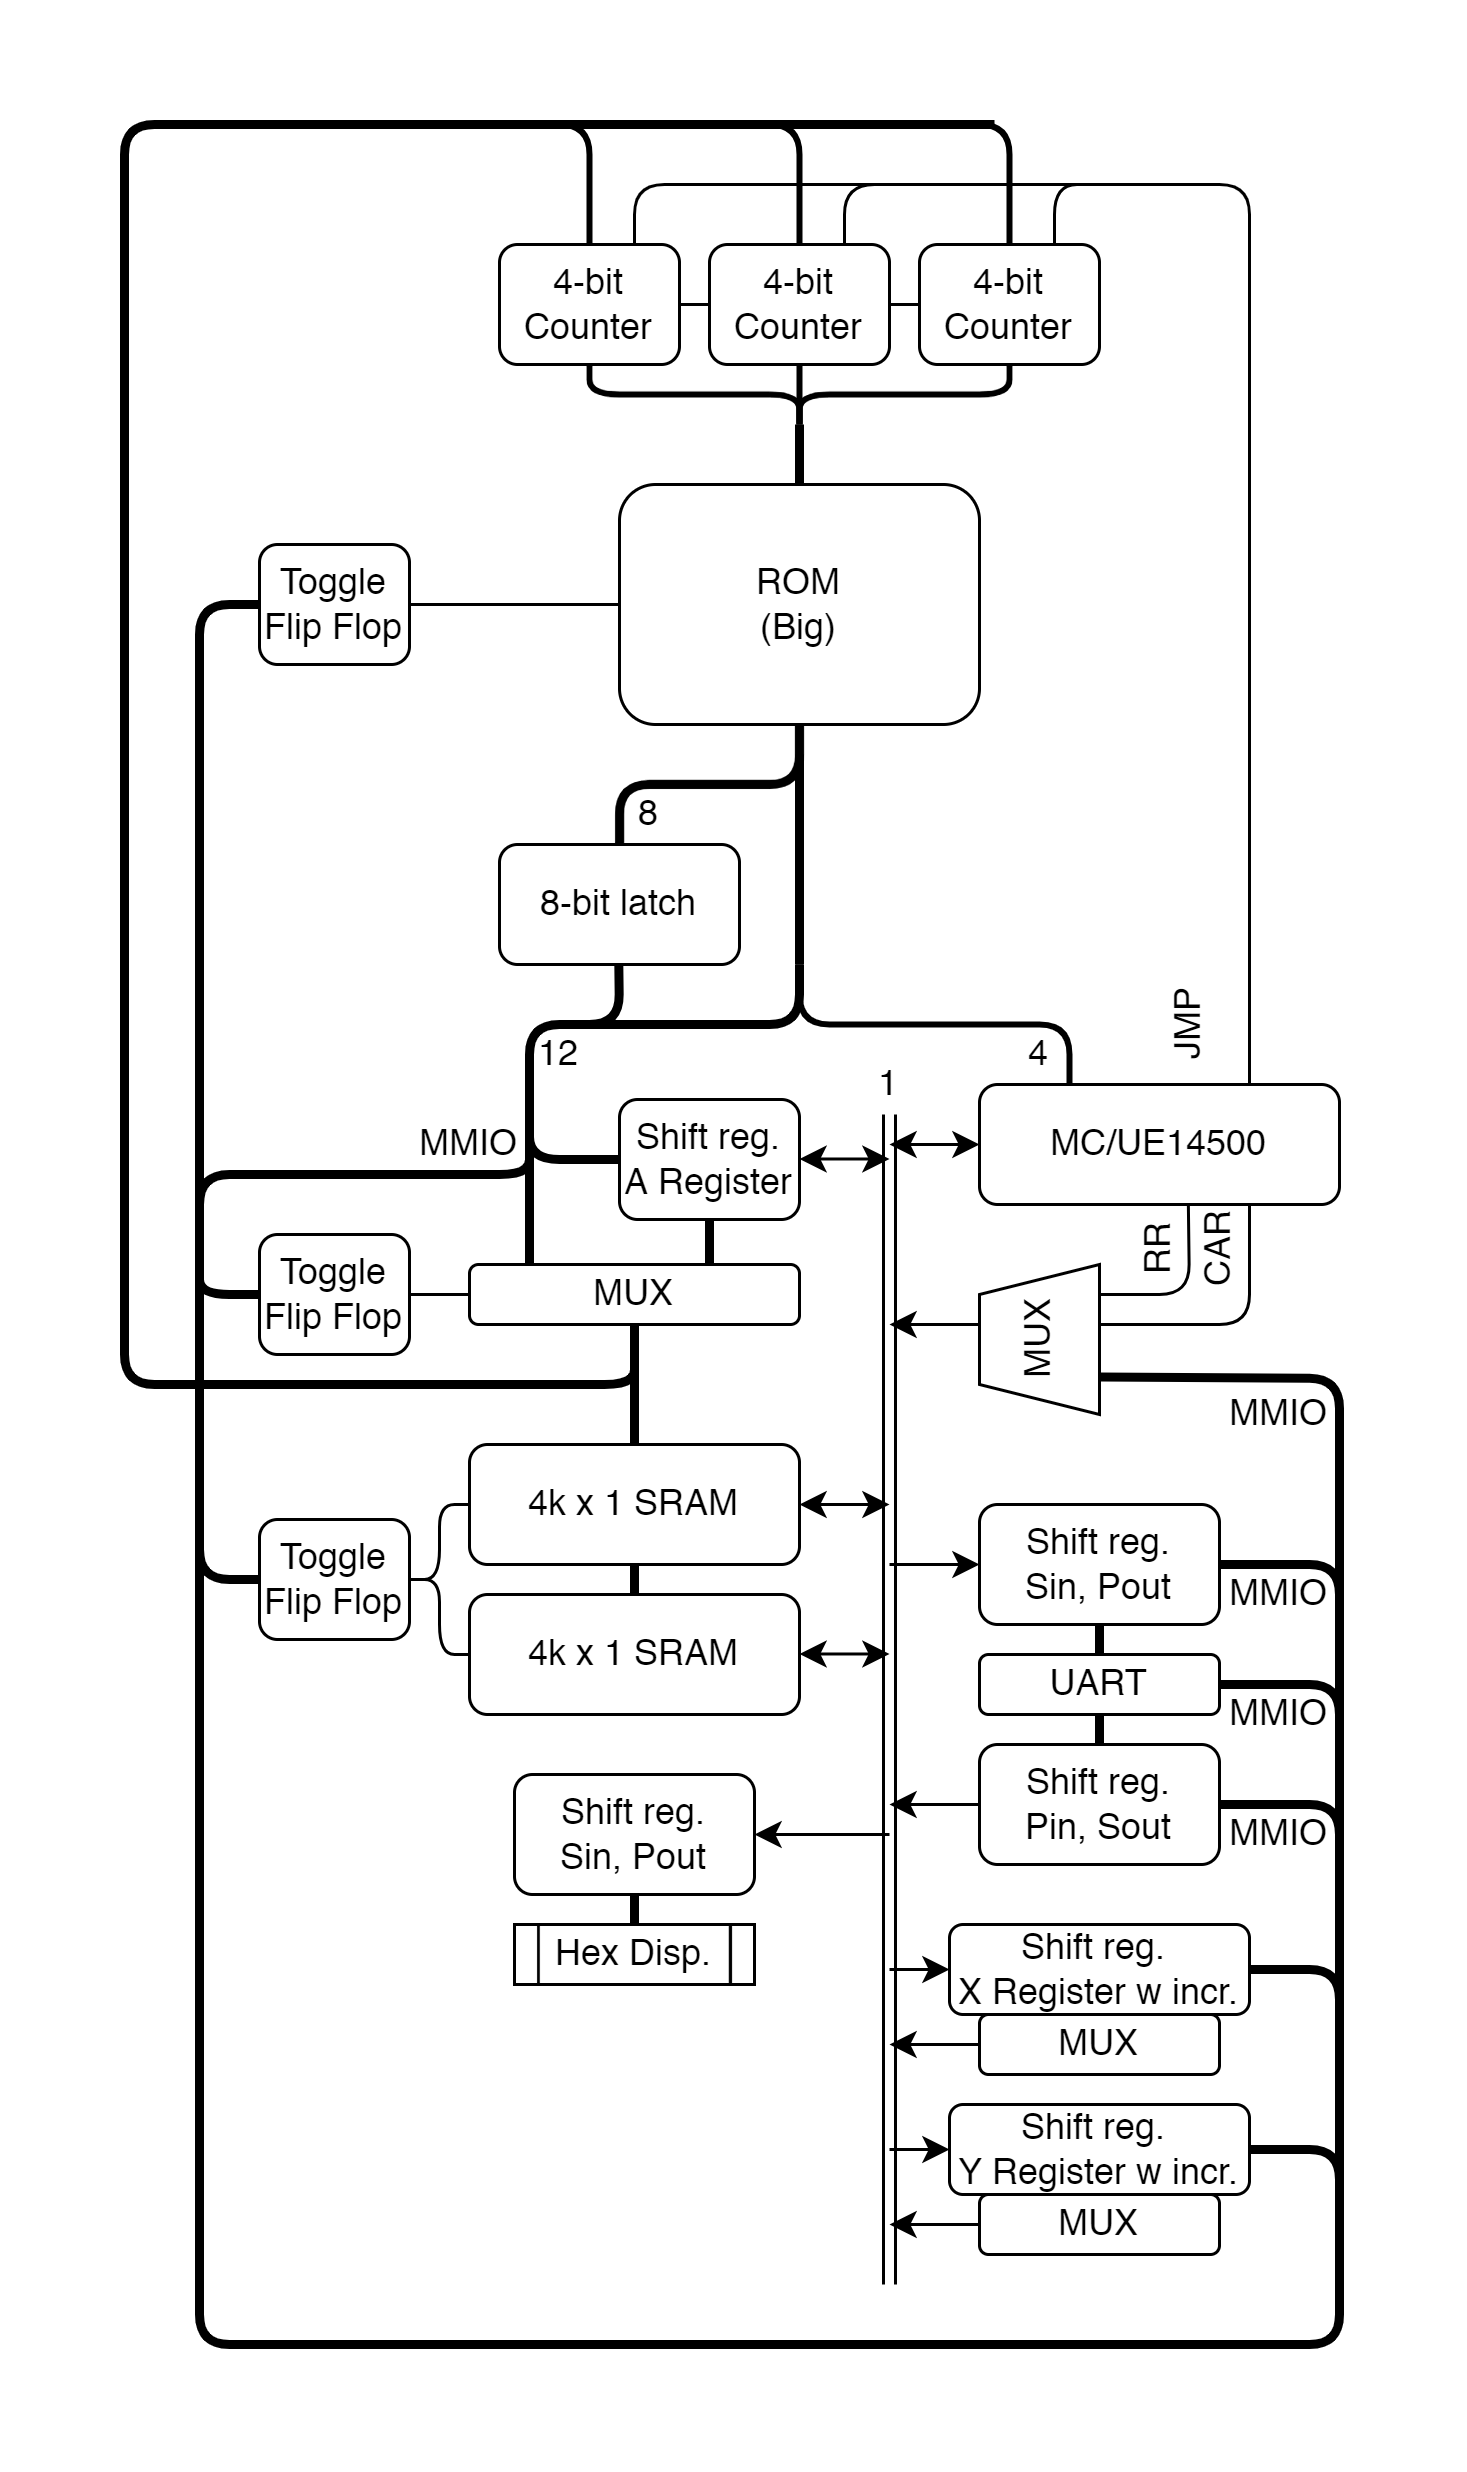 4-bit
Counter
4-bit
Counter
4-bit
Counter
Toggle
Flip Flop
ROM
(Big)
8
8-bit latch
12
4
JMP
1
MMIO
Shift reg.
A Register
MC/UE14500
RR
CAR
Toggle
Flip Flop
MUX
MUX
MMIO
4k x 1 SRAM
Toggle
Flip Flop
4k x 1 SRAM
Shift reg.
Sin, Pout
MMIO
UART
MMIO
Shift reg.
Pin, Sout
MMIO
Shift reg.
Sin, Pout
Hex Disp.
Shift reg.
X Register w incr.
MUX
Shift reg.
Y Register w incr.
MUX